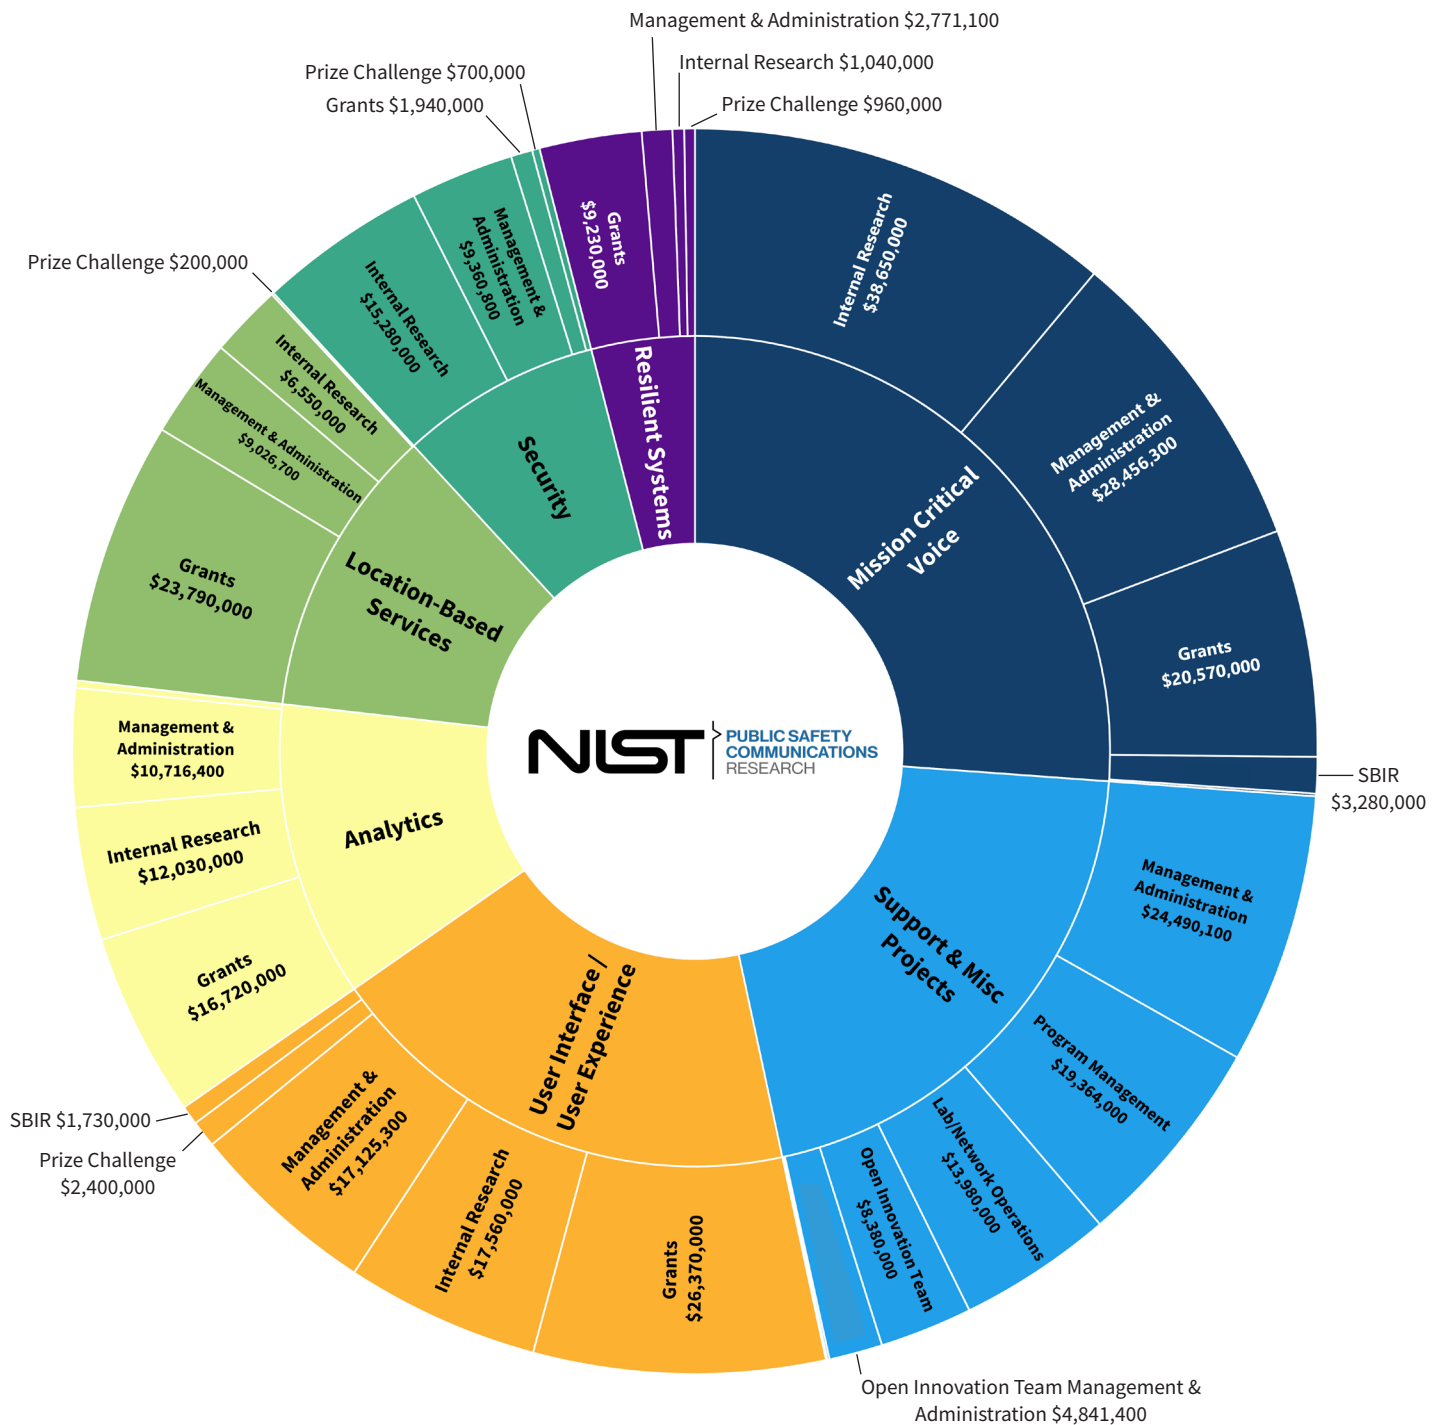 Management & Administration $2,771,100
Internal Research $1,040,000
Prize Challenge $960,000
Prize Challenge $700,000
Grants $1,940,000
Prize Challenge $200,000
Resilient Systems
Grants
$9,230,000
Mission Critical
Voice
Internal Research
$38,650,000
Management &
Administration
$28,456,300
Grants
$20,570,000
SBIR
$3,280,000
Support & Misc
Projects
Management &
Administration
$24,490,100
Program Management
$19,364,000
Lab/Network Operations
$13,980,000
Open Innovation Team
$8,380,000
Open Innovation Team Management &
Administration $4,841,400
User Interface /
User Experience
Grants
$26,370,000
Internal Research
$17,560,000
Management &
Administration
$17,125,300
Prize Challenge
$2,400,000
SBIR $1,730,000
Analytics
Grants
$16,720,000
Internal Research
$12,030,000
Management &
Administration
$10,716,400
Location-Based
Services
Grants
$23,790,000
Management & Administration
$9,026,700
Internal Research
$6,550,000
Security
Internal Research
$15,280,000
Management &
Administration
$9,360,800
NIST
PUBLIC SAFETY
COMMUNICATIONS
RESEARCH